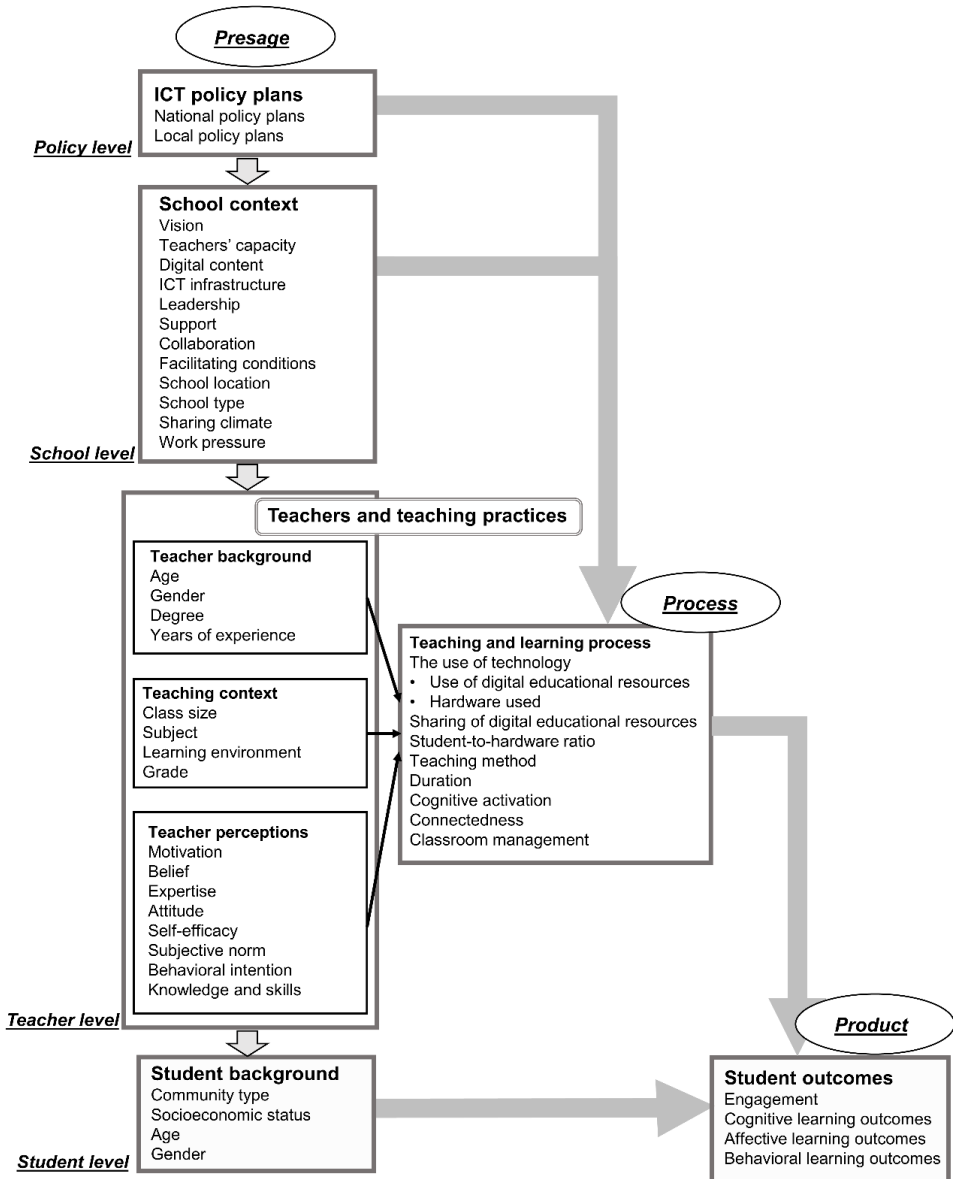 Presage
ICT policy plans
National policy plans
Local policy plans
Policy level
School context
Vision
Teachers’ capacity
Digital content
ICT infrastructure
Leadership
Support
Collaboration
Facilitating conditions
School location
School type
Sharing climate
Work pressure
School level
Teachers and teaching practices
Teacher background
Age
Gender
Degree
Years of experience
Teaching context
Class size
Subject
Learning environment
Grade
Teacher perceptions
Motivation
Belief
Expertise
Attitude
Self-efficacy
Subjective norm
Behavioral intention
Knowledge and skills
Teacher level
Process
Teaching and learning process
The use of technology
• Use of digital educational resources
• Hardware used
Sharing of digital educational resources
Student-to-hardware ratio
Teaching method
Duration
Cognitive activation
Connectedness
Classroom management
Student background
Community type
Socioeconomic status
Age
Gender
Student level
Product
Student outcomes
Engagement
Cognitive learning outcomes
Affective learning outcomes
Behavioral learning outcomes